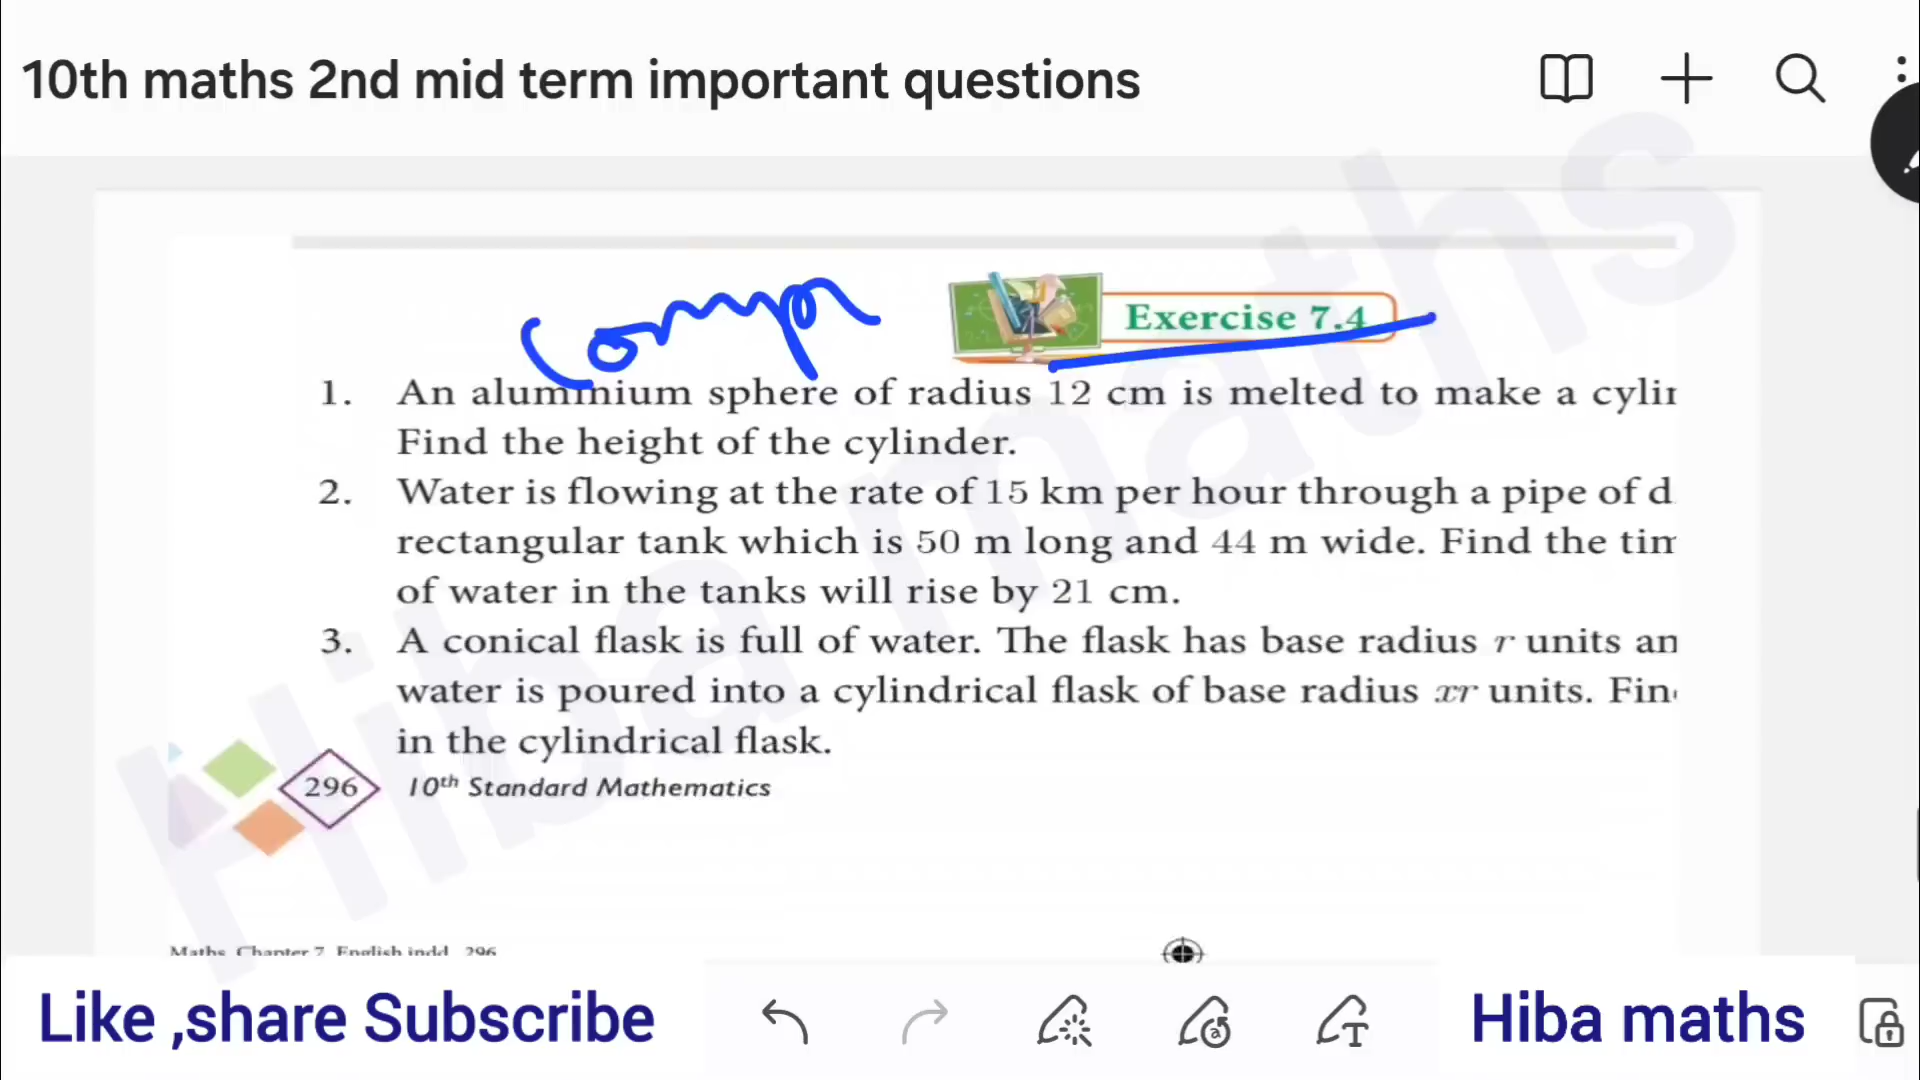 10th maths 2nd mid term important questions
Comp
Exercise 7.4
1. An aluminium sphere of radius 12 cm is melted to make a
Find the height of the cylinder.
2. Water is flowing at the rate of 15 km per hour through a pipe of
rectangular tank which is 50 m long and 44 m wide. Find the
of water in the tanks will rise by 21 cm.
3. A conical flask is full of water. The flask has base radius r units
water is poured into a cylindrical flask of base radius xr units.
in the cylindrical flask.
296 10th Standard Mathematics
Maths Chapter 7 English indd 296
Like ,share Subscribe
Hiba maths
Hiba maths